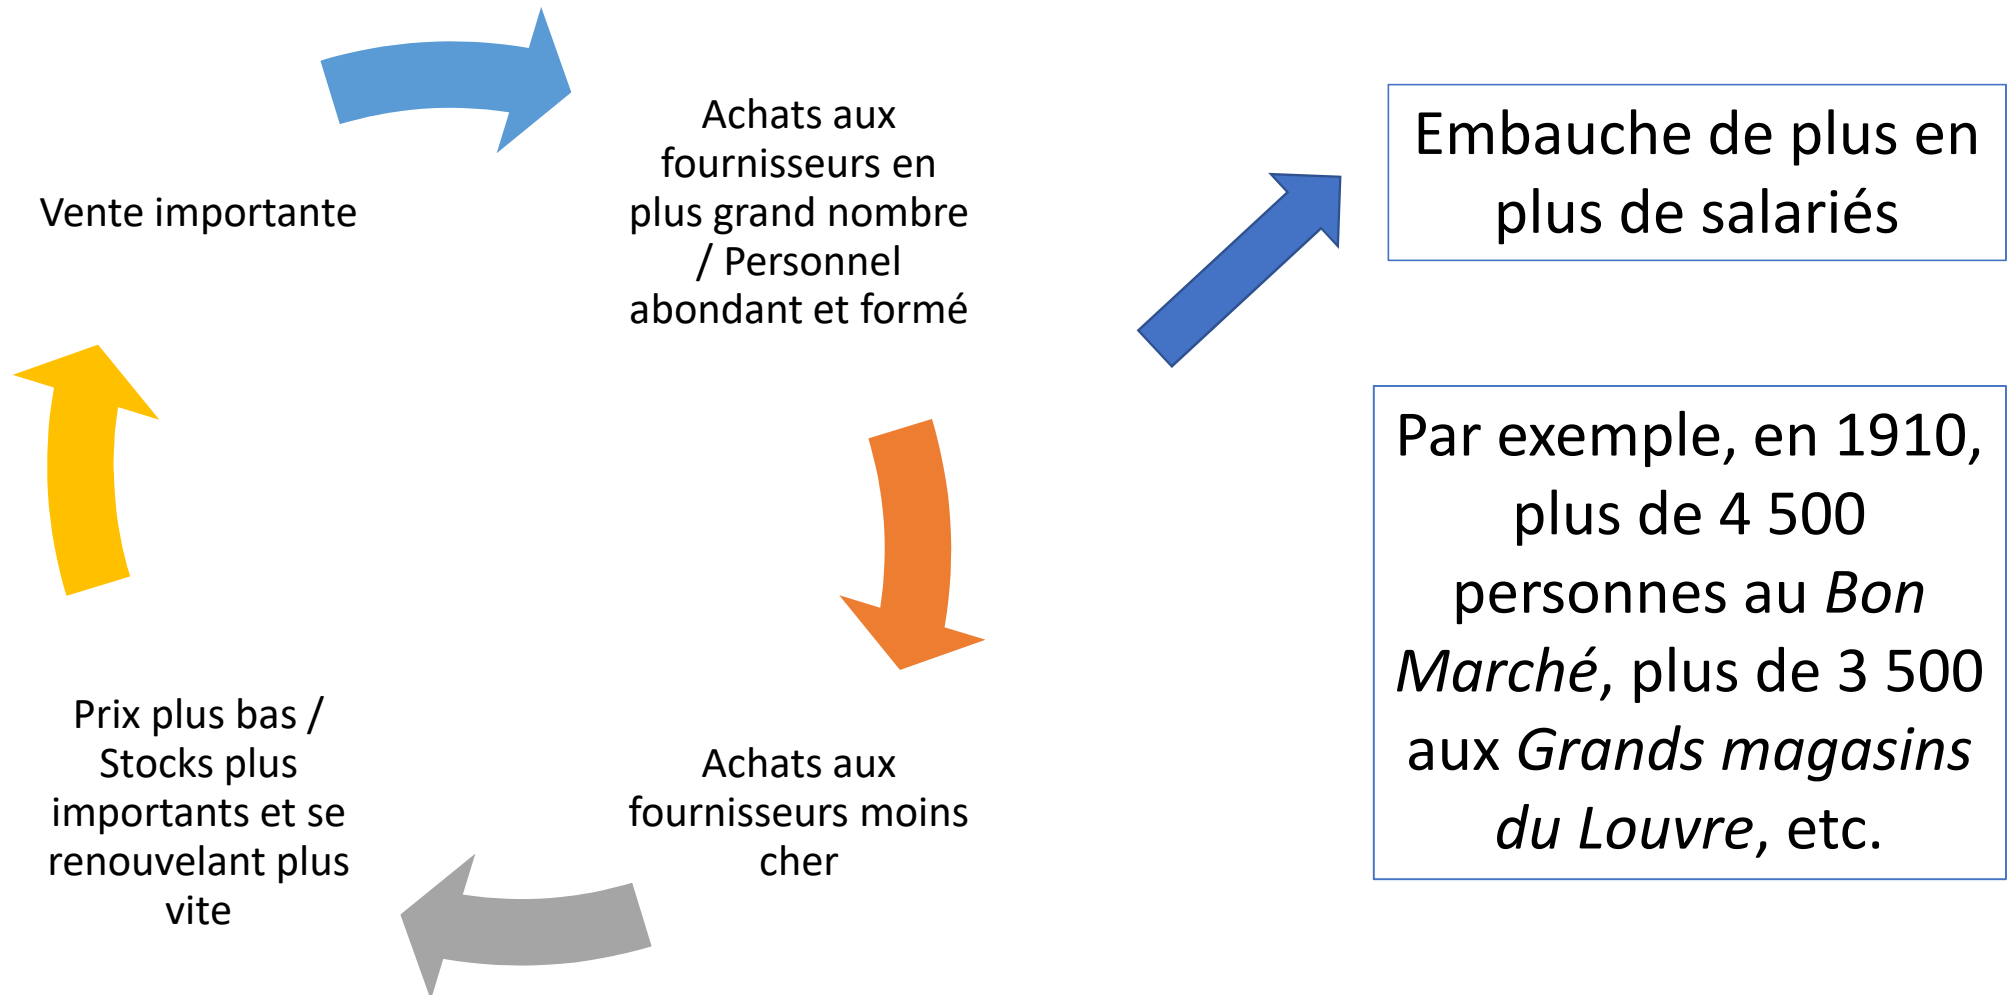 Vente importante
Achats aux
fournisseurs en
plus grand nombre
/ Personnel
abondant et formé
Achats aux
fournisseurs moins
cher
Prix plus bas /
Stocks plus
importants et se
renouvelant plus
vite
Embauche de plus en
plus de salariés
Par exemple, en 1910,
plus de 4 500
personnes au Bon
Marché, plus de 3 500
aux Grands magasins
du Louvre, etc.